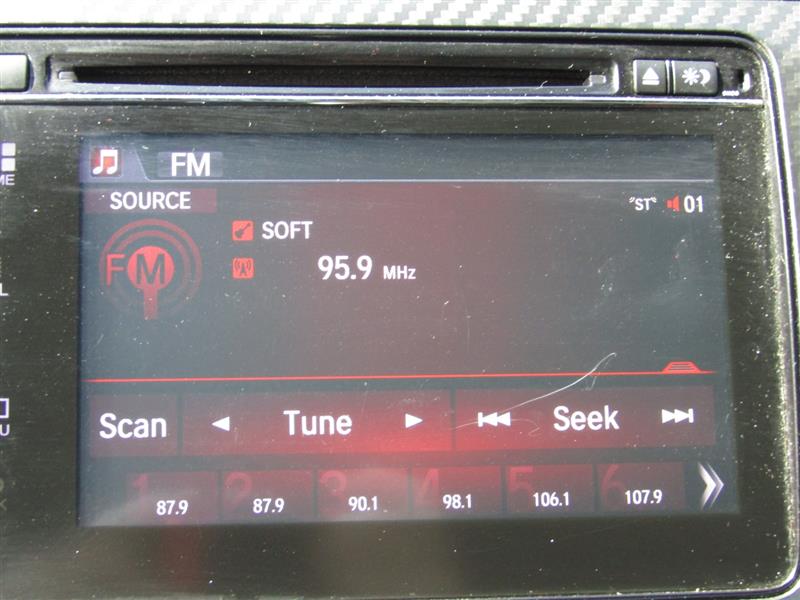 FM
SOURCE
"ST" 01
FM
SOFT
95.9 MHz
Scan Tune Seek
1 2 3 4 5 6
87.9 87.9 90.1 98.1 106.1 107.9